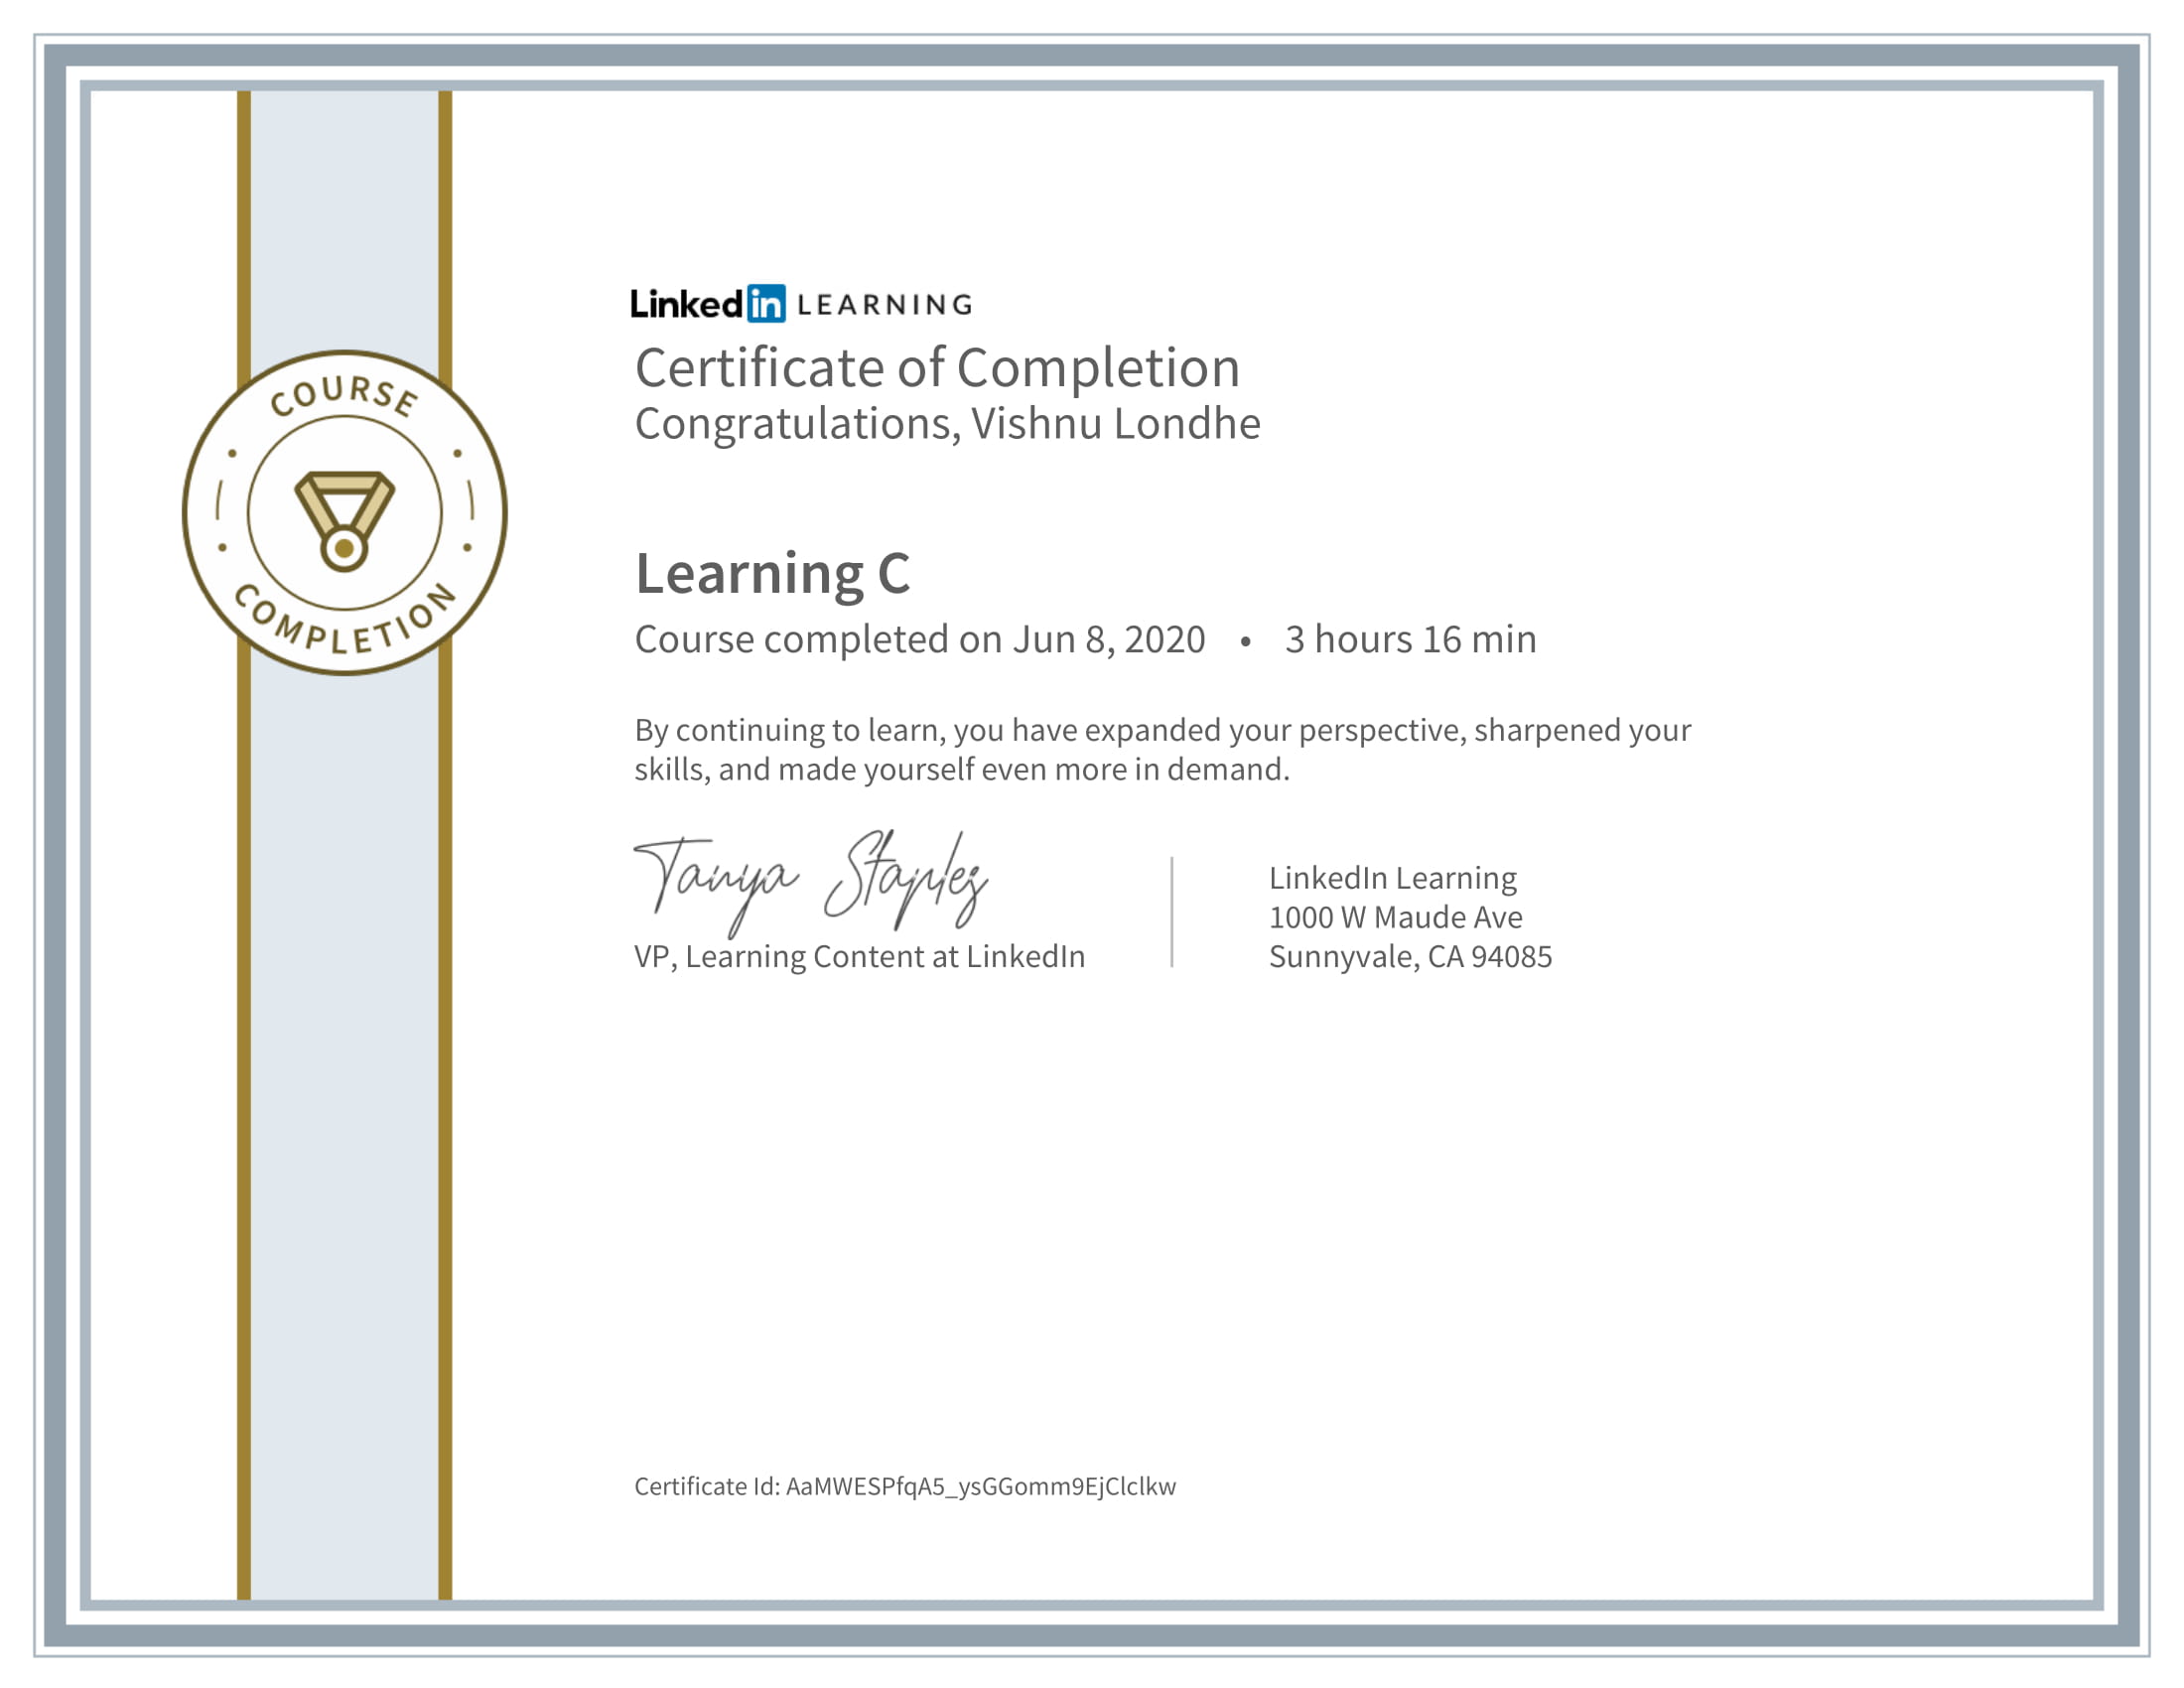 LinkedIn LEARNING
Certificate of Completion
Congratulations, Vishnu Londhe
COURSE
COMPLETION
Learning C
Course completed on Jun 8, 2020 • 3 hours 16 min
By continuing to learn, you have expanded your perspective, sharpened your
skills, and made yourself even more in demand.
Tanya Staples
VP, Learning Content at LinkedIn
LinkedIn Learning
1000 W Maude Ave
Sunnyvale, CA 94085
Certificate Id: AaMWESPfqA5_ysGGomm9EjClclkw